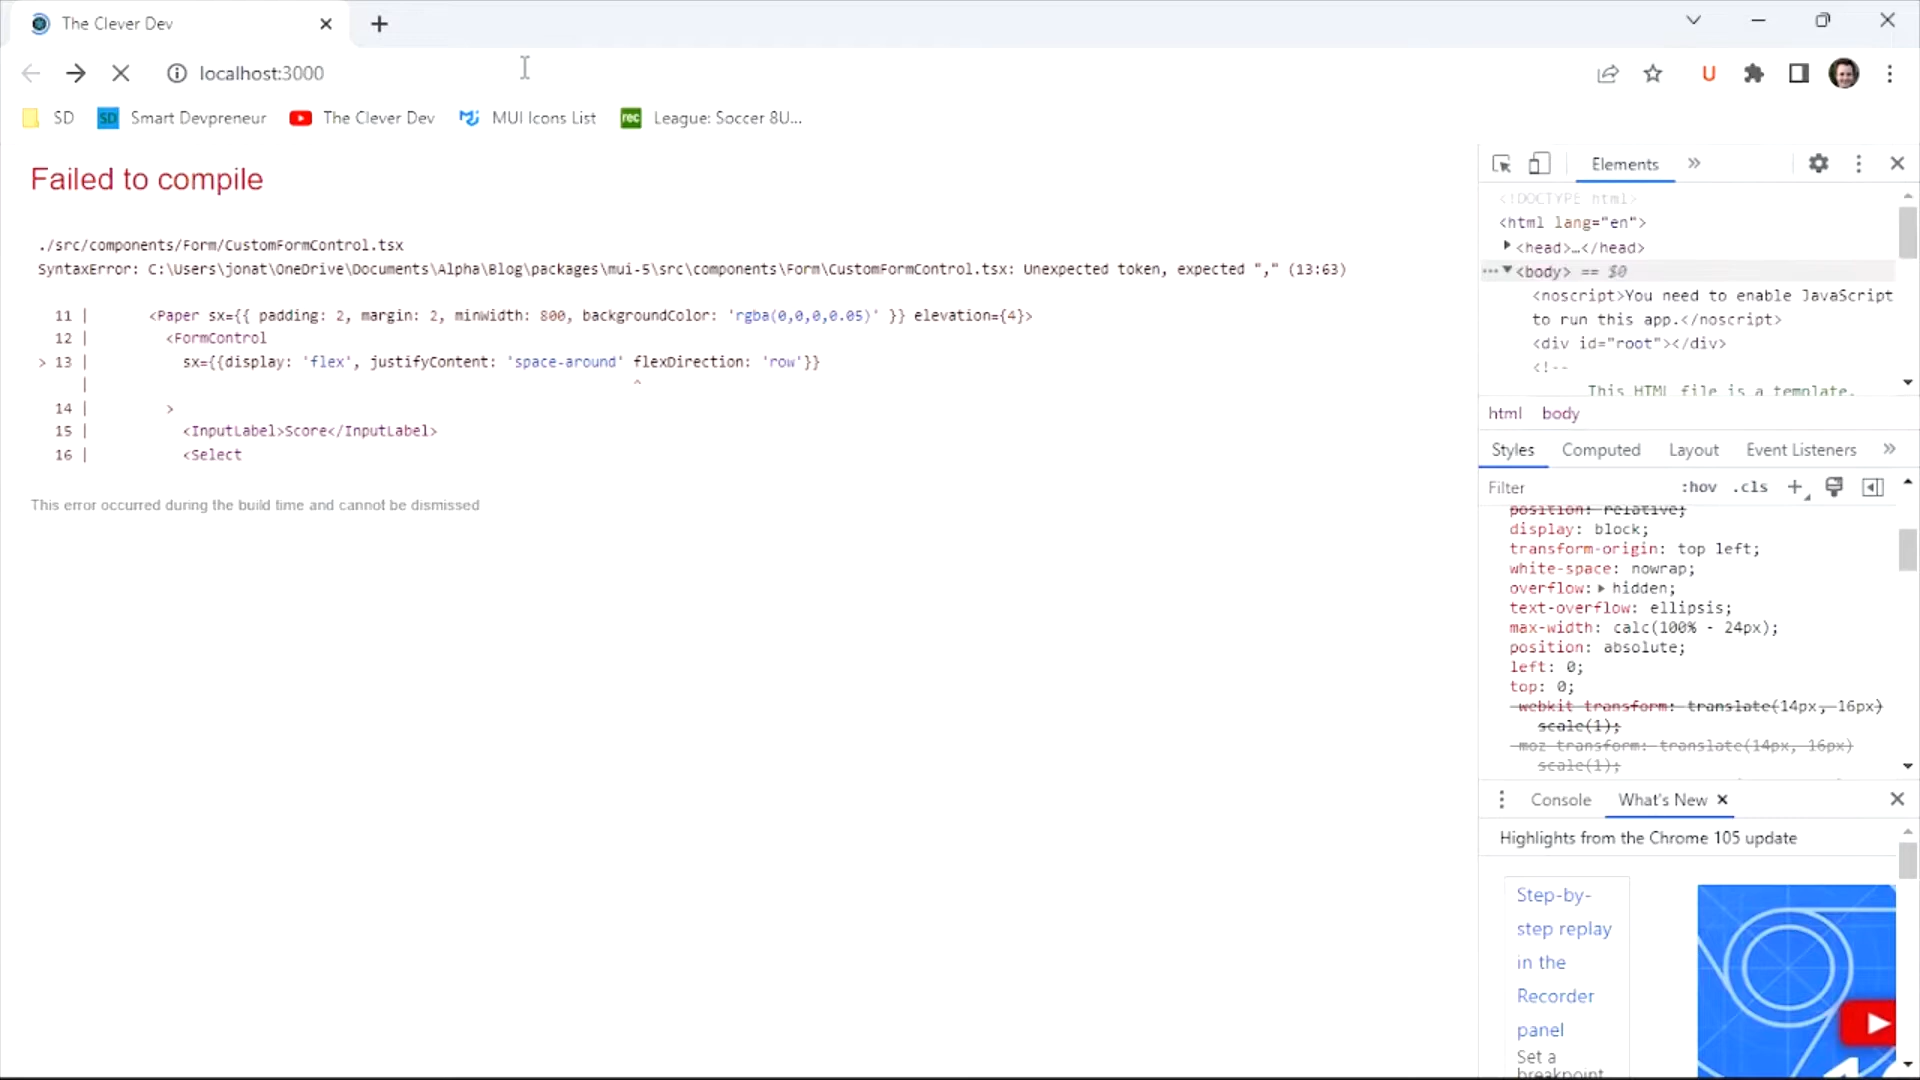 The Clever Dev
localhost:3000
U
SD
SD Smart Devpreneur
The Clever Dev
MUI Icons List
rec League: Soccer 8U...
Failed to compile
./src/components/Form/CustomFormControl.tsx
SyntaxError: C:\Users\jonat\OneDrive\Documents\Alpha\Blog\packages\mui-5\src\components\Form\CustomFormControl.tsx: Unexpected token, expected "," (13:63)
11 | <Paper sx={{ padding: 2, margin: 2, minWidth: 800, backgroundColor: 'rgba(0,0,0,0.05)' }} elevation={4}>
12 | <FormControl
> 13 | sx={{display: 'flex', justifyContent: 'space-around' flexDirection: 'row'}}
| ^
14 | >
15 | <InputLabel>Score</InputLabel>
16 | <Select
This error occurred during the build time and cannot be dismissed
Elements
<!DOCTYPE html>
<html lang="en">
<head>…</head>
<body> == $0
<noscript>You need to enable JavaScript
to run this app.</noscript>
<div id="root"></div>
<!--
This HTML file is a template.
html body
Styles Computed Layout Event Listeners
Filter :hov .cls
position: relative;
display: block;
transform-origin: top left;
white-space: nowrap;
overflow: hidden;
text-overflow: ellipsis;
max-width: calc(100% - 24px);
position: absolute;
left: 0;
top: 0;
-webkit-transform: translate(14px, 16px)
scale(1);
-moz-transform: translate(14px, 16px)
scale(1);
Console What's New
Highlights from the Chrome 105 update
Step-by-
step replay
in the
Recorder
panel
Set a
breakpoint